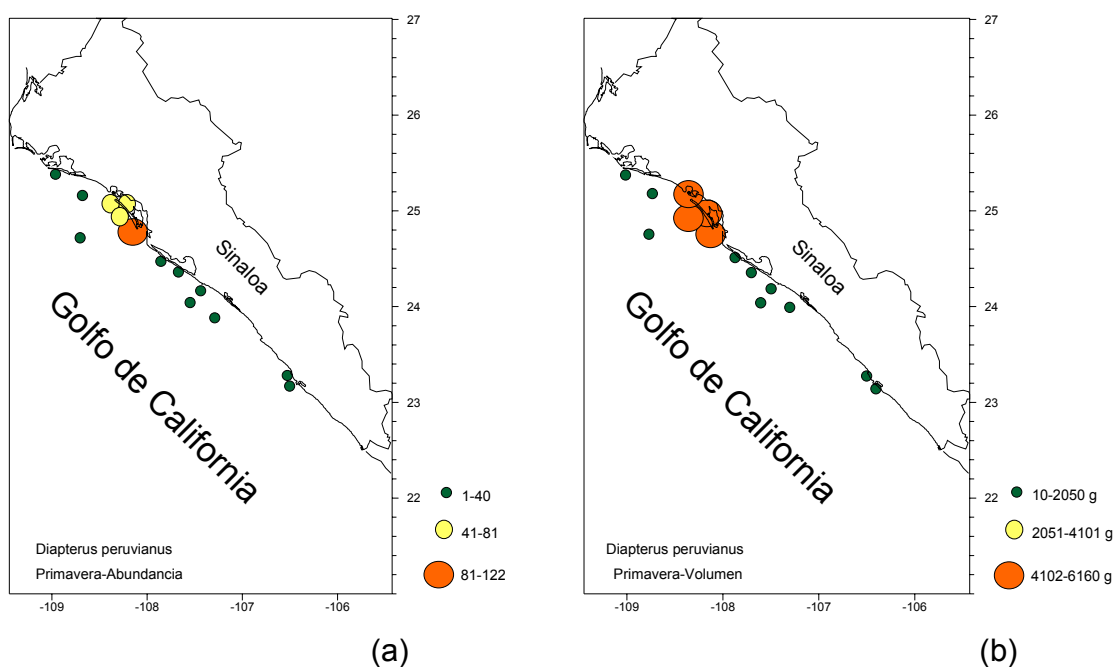 27
26
25
24
23
22
-109
-108
-107
-106
Sinaloa
Golfo de California
Diapterus peruvianus
Primavera-Abundancia
1-40
41-81
81-122
(a)
27
26
25
24
23
22
-109
-108
-107
-106
Sinaloa
Golfo de California
Diapterus peruvianus
Primavera-Volumen
10-2050 g
2051-4101 g
4102-6160 g
(b)